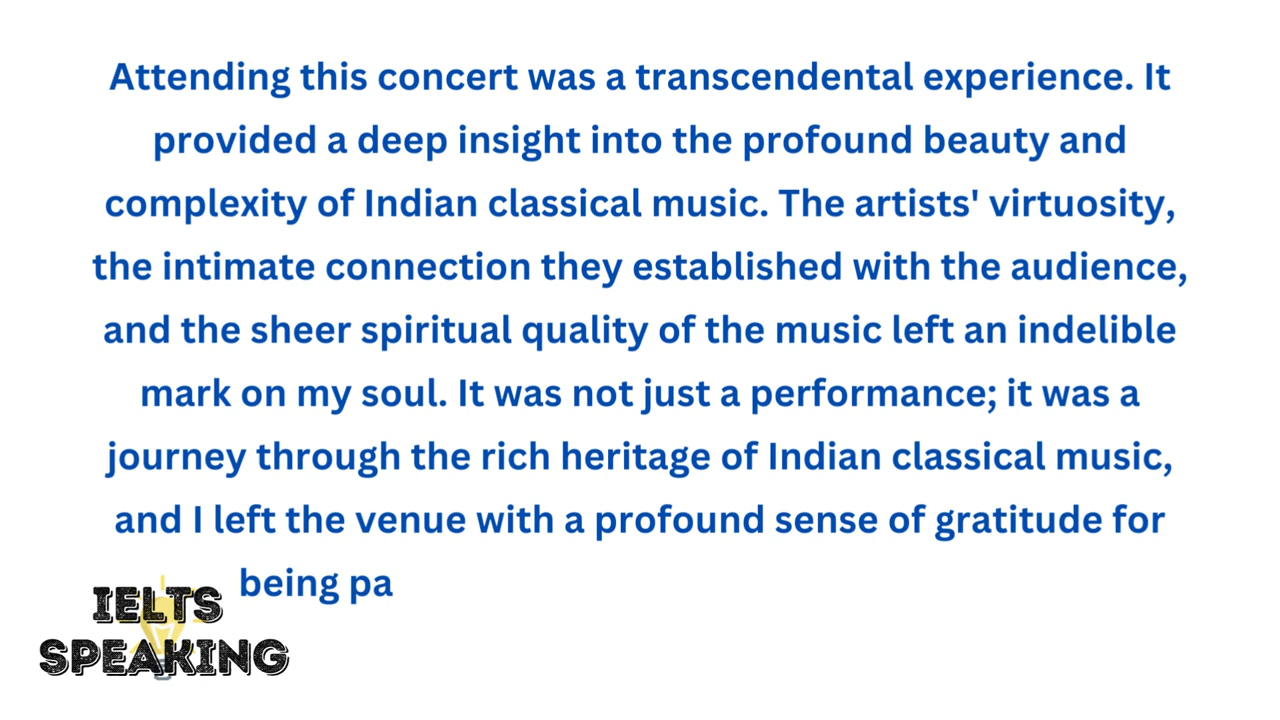 Attending this concert was a transcendental experience. It
provided a deep insight into the profound beauty and
complexity of Indian classical music. The artists' virtuosity,
the intimate connection they established with the audience,
and the sheer spiritual quality of the music left an indelible
mark on my soul. It was not just a performance; it was a
journey through the rich heritage of Indian classical music,
and I left the venue with a profound sense of gratitude for
being pa
IELTS
SPEAKING